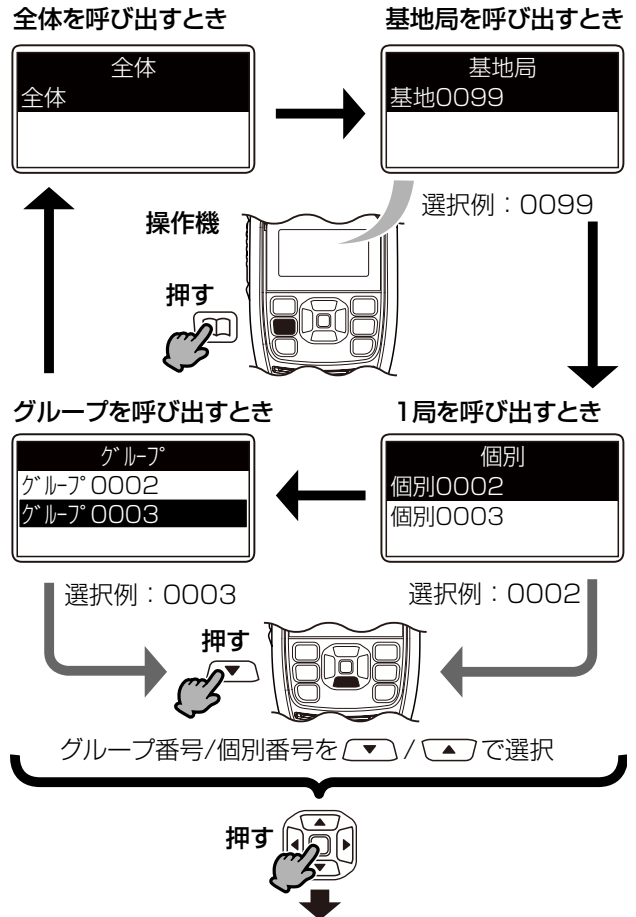 全体を呼び出すとき
基地局を呼び出すとき
全体
全体
基地局
基地0099
選択例：0099
操作機
押す
グループを呼び出すとき
1局を呼び出すとき
ｸﾞﾙｰﾌﾟ
ｸﾞﾙｰﾌﾟ0002
ｸﾞﾙｰﾌﾟ0003
個別
個別0002
個別0003
選択例：0003
選択例：0002
押す
グループ番号/個別番号を▼/▲で選択
押す